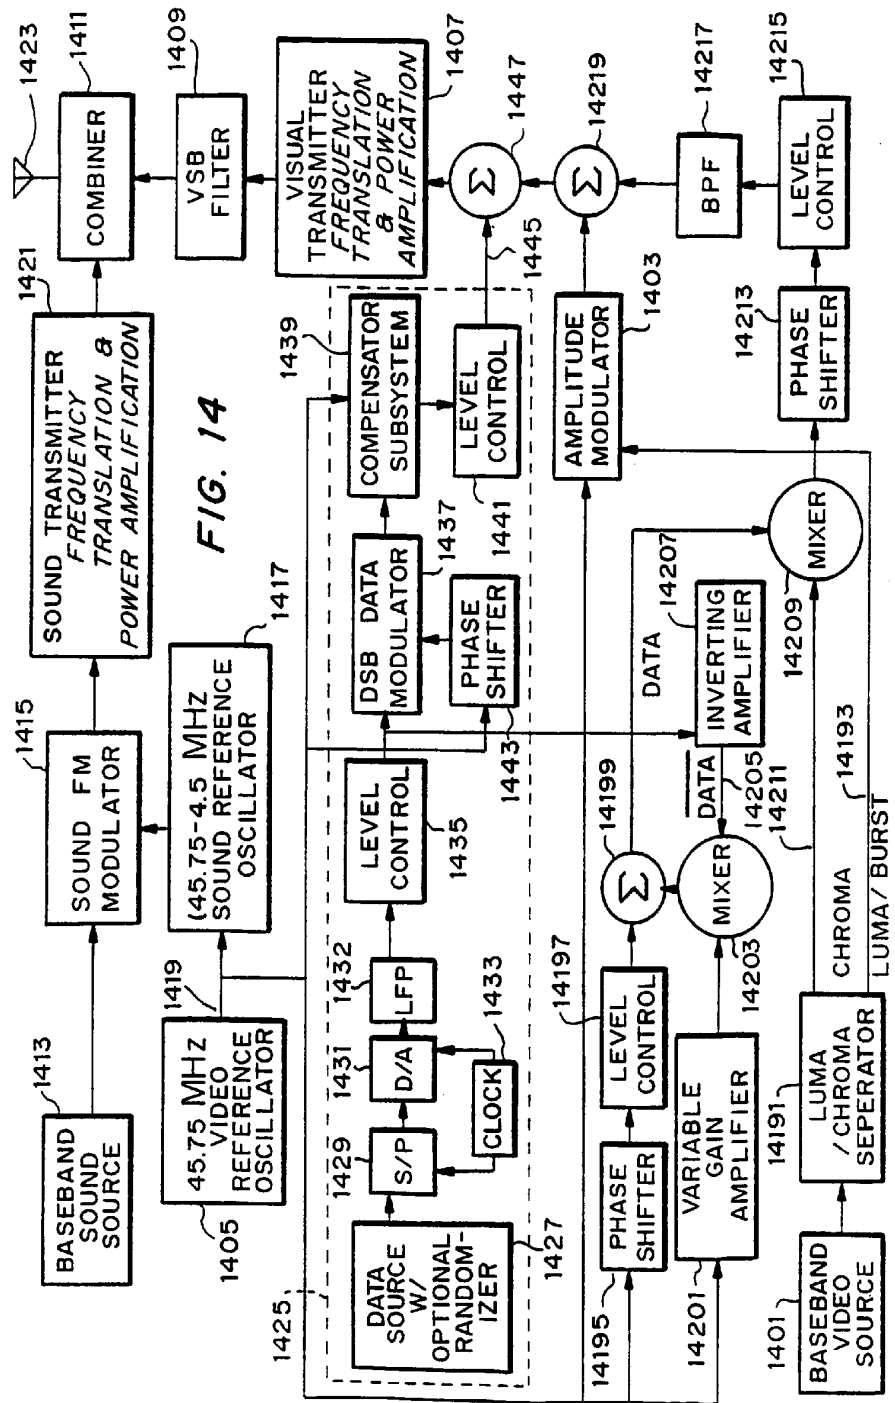 1413
BASEBAND
SOUND
SOURCE
1415
SOUND FM
MODULATOR
1421
SOUND TRANSMITTER
FREQUENCY
TRANSLATION &
POWER AMPLIFICATION
1423
1411
COMBINER
1405
45.75 MHz
VIDEO
REFERENCE
OSCILLATOR
1419
1417
(45.75-4.5 MHz
SOUND REFERENCE
OSCILLATOR
FIG. 14
1409
VSB
FILTER
1407
VISUAL
TRANSMITTER
FREQUENCY
TRANSLATION
& POWER
AMPLIFICATION
1425
1427
DATA
SOURCE
W/
OPTIONAL
RANDOM-
IZER
1429
S/P
1431
D/A
1432
LFP
1433
CLOCK
1435
LEVEL
CONTROL
1437
DSB DATA
MODULATOR
1443
PHASE
SHIFTER
1439
COMPENSATOR
SUBSYSTEM
1441
LEVEL
CONTROL
1445
1447
Σ
14195
PHASE
SHIFTER
14197
LEVEL
CONTROL
14199
Σ
DATA
14201
VARIABLE
GAIN
AMPLIFIER
14203
MIXER
DATA
14205
14207
INVERTING
AMPLIFIER
1403
AMPLITUDE
MODULATOR
14219
Σ
14217
BPF
14215
LEVEL
CONTROL
14213
PHASE
SHIFTER
14209
MIXER
14211
CHROMA
14193
LUMA/ BURST
1401
BASEBAND
VIDEO
SOURCE
14191
LUMA
/CHROMA
SEPERATOR